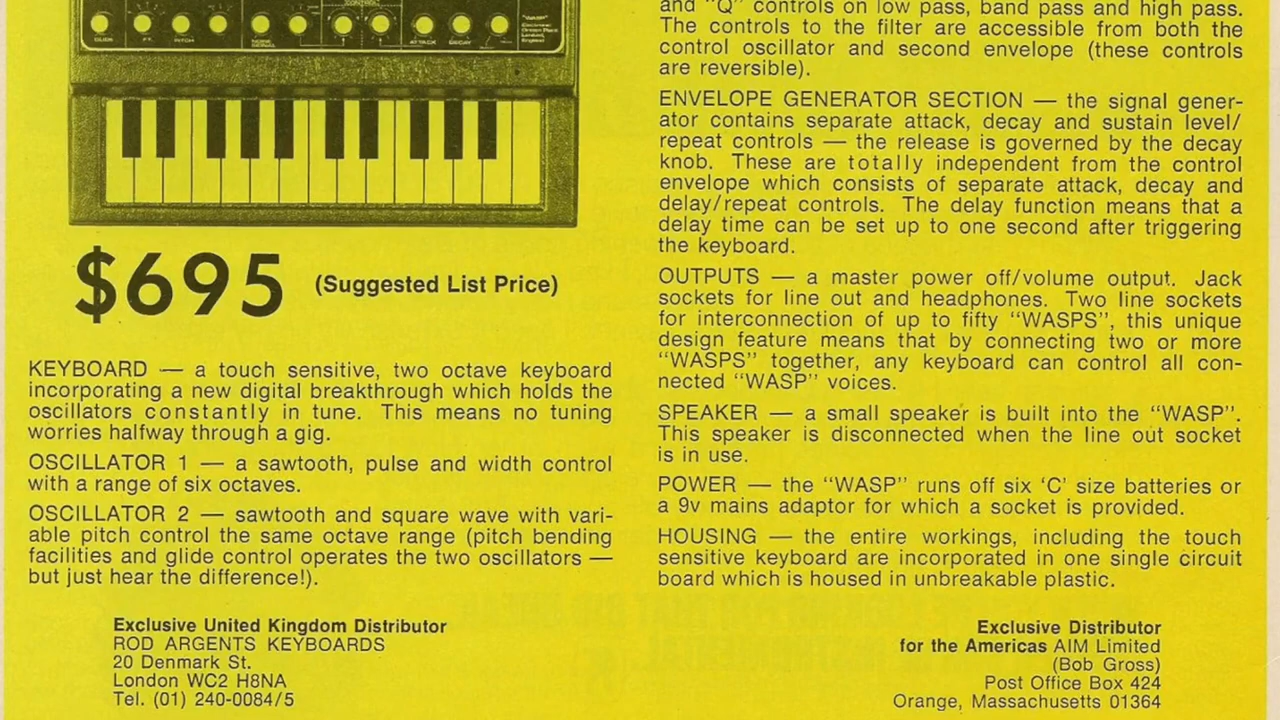 GLIDE
PITCH
ATTACK
DECAY
$695 (Suggested List Price)
KEYBOARD — a touch sensitive, two octave keyboard
incorporating a new digital breakthrough which holds the
oscillators constantly in tune. This means no tuning
worries halfway through a gig.
OSCILLATOR 1 — a sawtooth, pulse and width control
with a range of six octaves.
OSCILLATOR 2 — sawtooth and square wave with vari-
able pitch control the same octave range (pitch bending
facilities and glide control operates the two oscillators —
but just hear the difference!).
Exclusive United Kingdom Distributor
ROD ARGENTS KEYBOARDS
20 Denmark St.
London WC2 H8NA
Tel. (01) 240-0084/5
and "Q" controls on low pass, band pass and high pass.
The controls to the filter are accessible from both the
control oscillator and second envelope (these controls
are reversible).
ENVELOPE GENERATOR SECTION — the signal gener-
ator contains separate attack, decay and sustain level/
repeat controls — the release is governed by the decay
knob. These are totally independent from the control
envelope which consists of separate attack, decay and
delay/repeat controls. The delay function means that a
delay time can be set up to one second after triggering
the keyboard.
OUTPUTS — a master power off/volume output. Jack
sockets for line out and headphones. Two line sockets
for interconnection of up to fifty "WASPS", this unique
design feature means that by connecting two or more
"WASPS" together, any keyboard can control all con-
nected "WASP" voices.
SPEAKER — a small speaker is built into the "WASP".
This speaker is disconnected when the line out socket
is in use.
POWER — the "WASP" runs off six 'C' size batteries or
a 9v mains adaptor for which a socket is provided.
HOUSING — the entire workings, including the touch
sensitive keyboard are incorporated in one single circuit
board which is housed in unbreakable plastic.
Exclusive Distributor
for the Americas AIM Limited
(Bob Gross)
Post Office Box 424
Orange, Massachusetts 01364